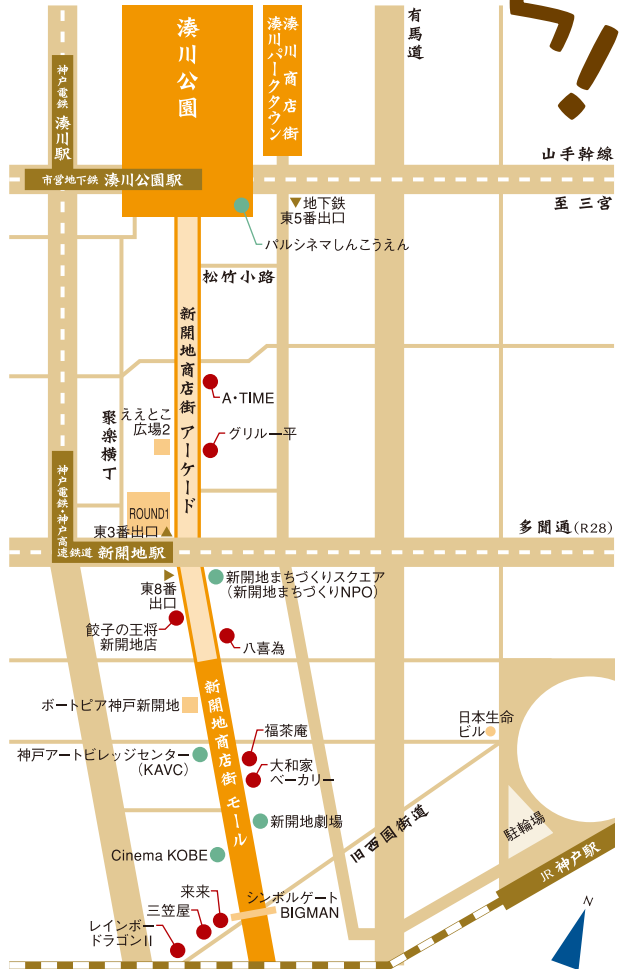 っ!
湊川公園
湊川商店街
湊川パークタウン
有馬道
神戸電鉄 湊川駅
山手幹線
市営地下鉄 湊川公園駅
至 三宮
▼地下鉄
東5番出口
パルシネマしんこうえん
松竹小路
新開地商店街 アーケード
A・TIME
ええとこ
広場2
聚楽横丁
グリル一平
神戸電鉄・神戸高速鉄道 新開地駅
ROUND1
東3番出口▲
多聞通(R28)
東8番
出口
新開地まちづくりスクエア
(新開地まちづくりNPO)
餃子の王将
新開地店
八喜為
新開地商店街 モール
ボートピア神戸新開地
福茶庵
日本生命
ビル
神戸アートビレッジセンター
(KAVC)
大和家
ベーカリー
新開地劇場
旧西国街道
駐輪場
Cinema KOBE
JR 神戸駅
来来
シンボルゲート
BIGMAN
三笠屋
レインボー
ドラゴンII
N